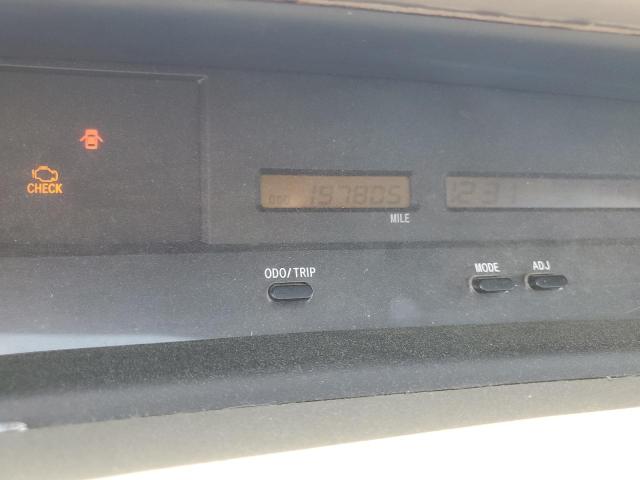 CHECK
ODO 197805
MILE
12:31
ODO/TRIP
MODE
ADJ